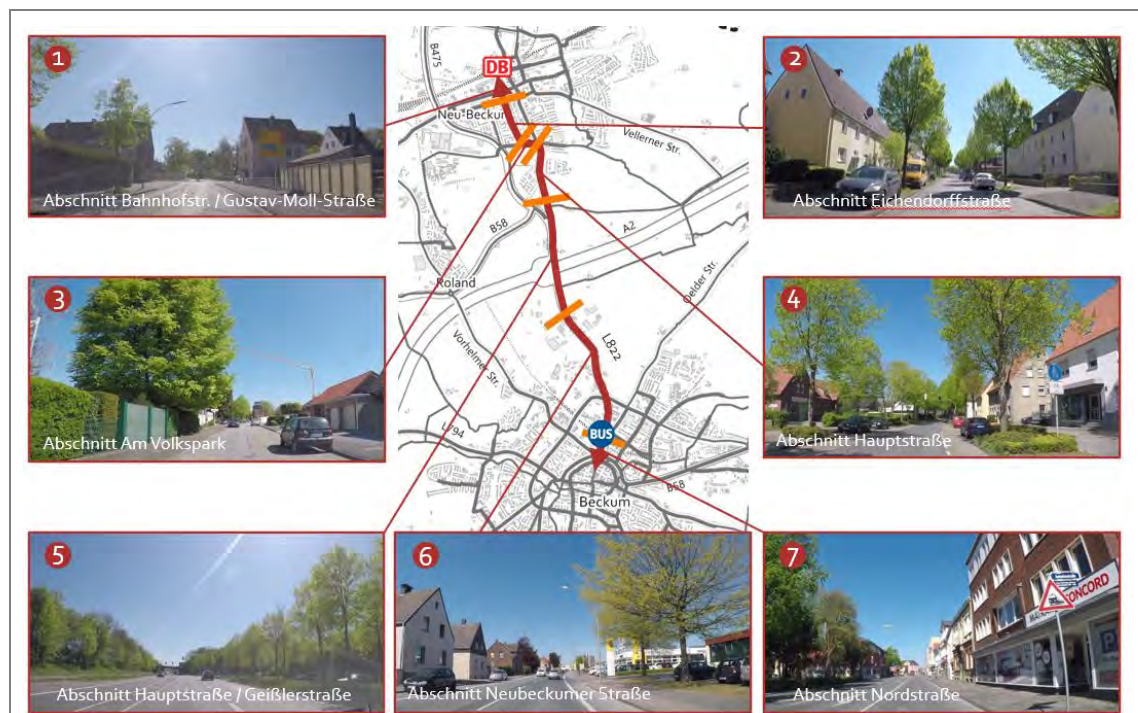 1
Abschnitt Bahnhofstr. / Gustav-Moll-Straße
2
Abschnitt Eichendorffstraße
3
Abschnitt Am Volkspark
4
Abschnitt Hauptstraße
5
Abschnitt Hauptstraße / Geißlerstraße
6
Abschnitt Neubeckumer Straße
7
Abschnitt Nordstraße
CONCORD
B475
DB
Neu-Beckum
Vellerner Str.
B58
A2
Roland
Oelder Str.
Vorhelmer Str.
L822
L794
BUS
B58
Beckum